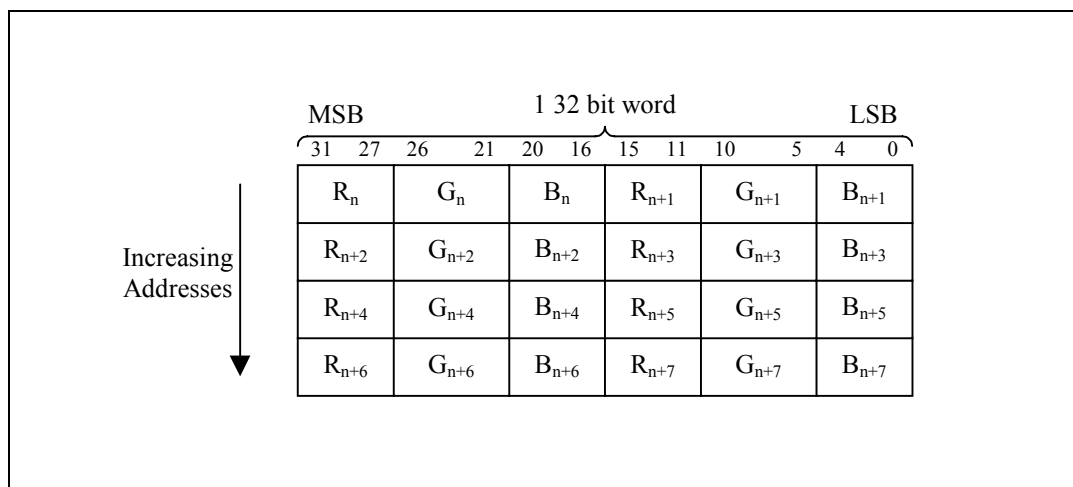 1 32 bit word
MSB LSB
31 27 26 21 20 16 15 11 10 5 4 0
Rn Gn Bn Rn+1 Gn+1 Bn+1
Rn+2 Gn+2 Bn+2 Rn+3 Gn+3 Bn+3
Rn+4 Gn+4 Bn+4 Rn+5 Gn+5 Bn+5
Rn+6 Gn+6 Bn+6 Rn+7 Gn+7 Bn+7
Increasing
Addresses